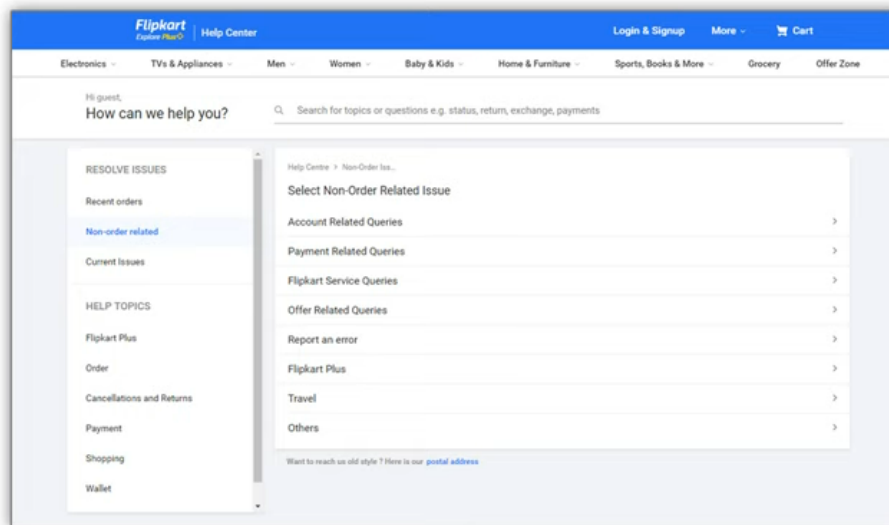 Flipkart
Explore Plus
Help Center
Login & Signup
More
Cart
Electronics
TVs & Appliances
Men
Women
Baby & Kids
Home & Furniture
Sports, Books & More
Grocery
Offer Zone
Hi guest,
How can we help you?
Search for topics or questions e.g. status, return, exchange, payments
RESOLVE ISSUES
Recent orders
Non-order related
Current Issues
HELP TOPICS
Flipkart Plus
Order
Cancellations and Returns
Payment
Shopping
Wallet
Help Centre > Non-Order Iss...
Select Non-Order Related Issue
Account Related Queries
Payment Related Queries
Flipkart Service Queries
Offer Related Queries
Report an error
Flipkart Plus
Travel
Others
Want to reach us old style ? Here is our postal address